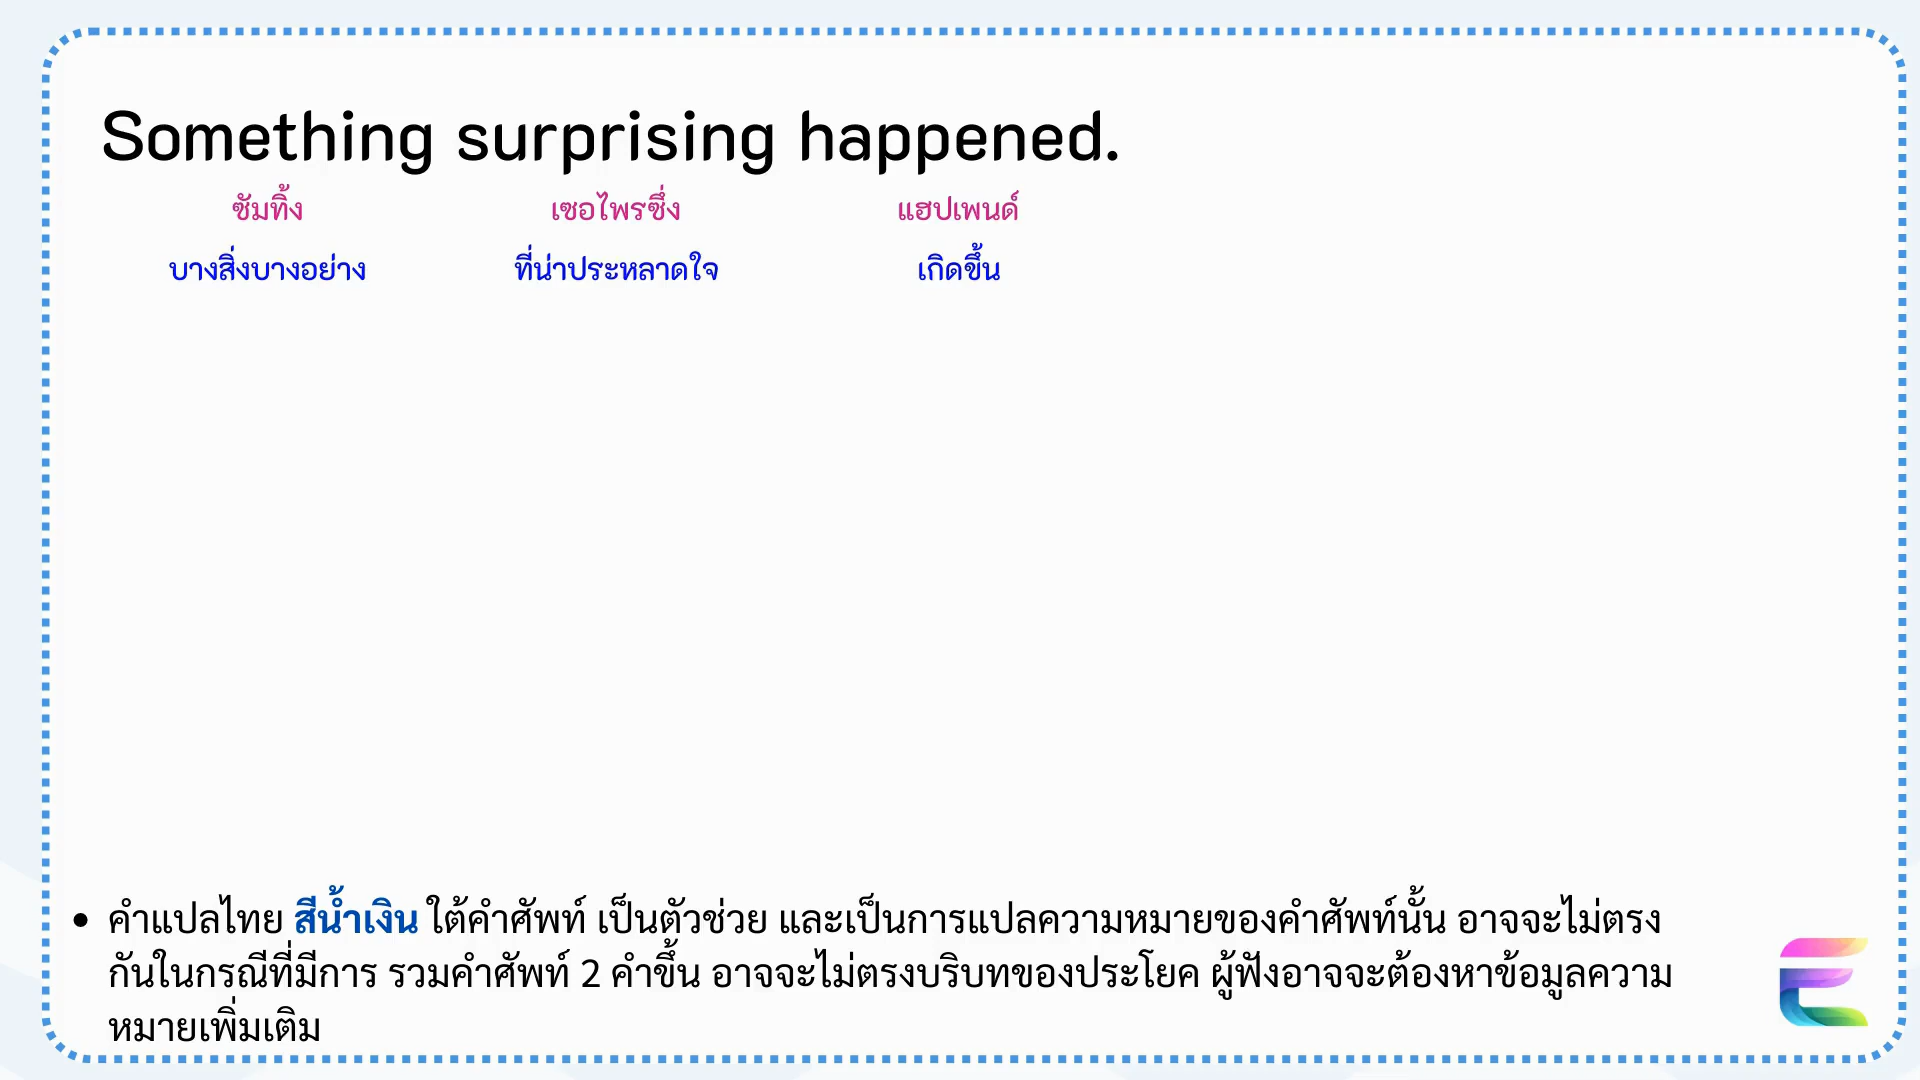 Something surprising happened.
ซัมทิ้ง เซอไพรซึ่ง แฮปเพนด์
บางสิ่งบางอย่าง ที่น่าประหลาดใจ เกิดขึ้น
• คำแปลไทย สีน้ำเงิน ใต้คำศัพท์ เป็นตัวช่วย และเป็นการแปลความหมายของคำศัพท์นั้น อาจจะไม่ตรง
กันในกรณีที่มีการ รวมคำศัพท์ 2 คำขึ้น อาจจะไม่ตรงบริบทของประโยค ผู้ฟังอาจจะต้องหาข้อมูลความ
หมายเพิ่มเติม